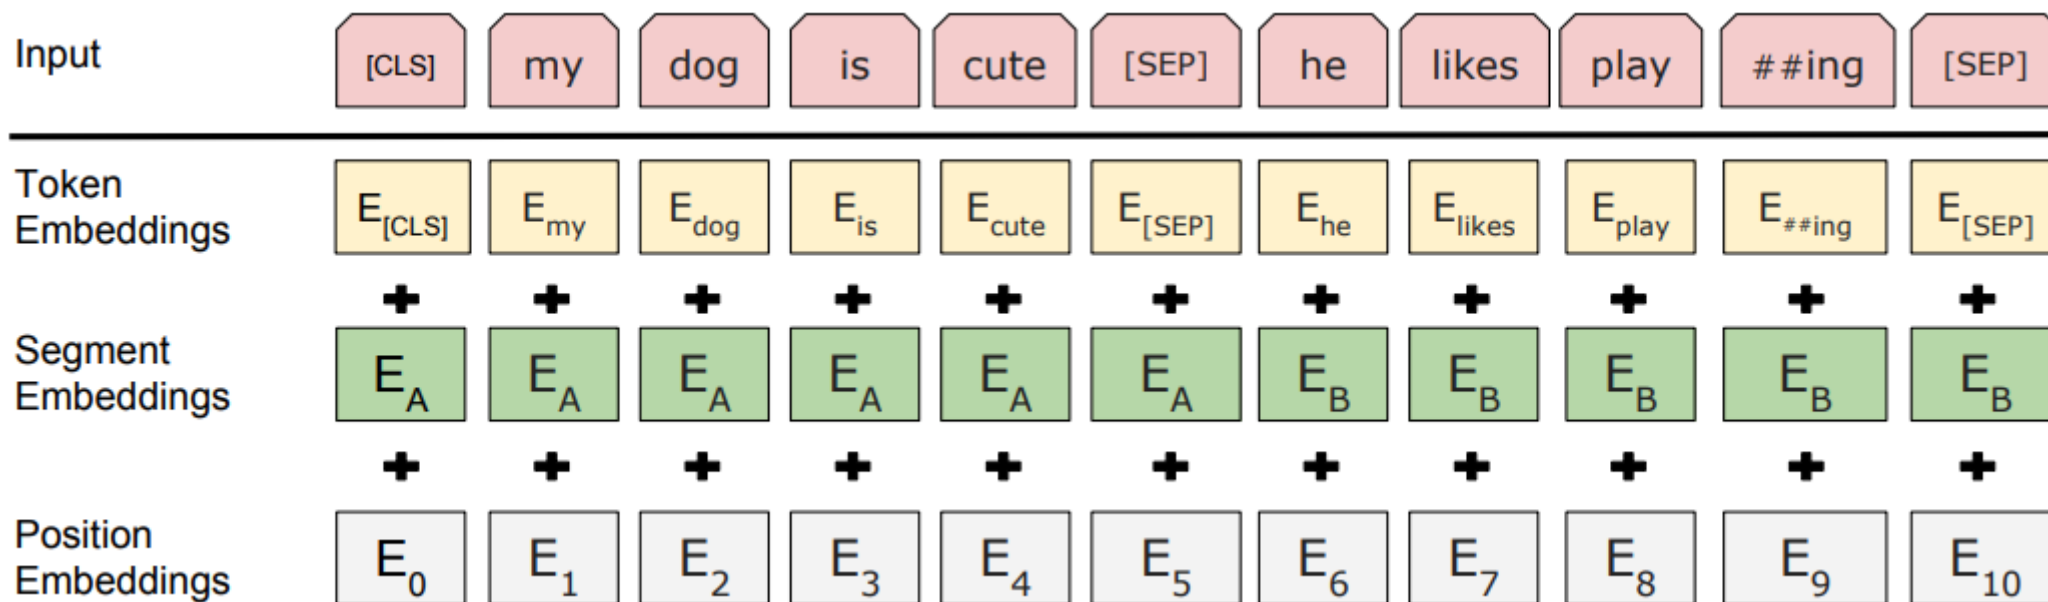 Input [CLS] my dog is cute [SEP] he likes play ##ing [SEP]
Token Embeddings E[CLS] Emy Edog Eis Ecute E[SEP] Ehe Elikes Eplay E##ing E[SEP]
+ + + + + + + + + + +
Segment Embeddings EA EA EA EA EA EA EB EB EB EB EB
+ + + + + + + + + + +
Position Embeddings E0 E1 E2 E3 E4 E5 E6 E7 E8 E9 E10